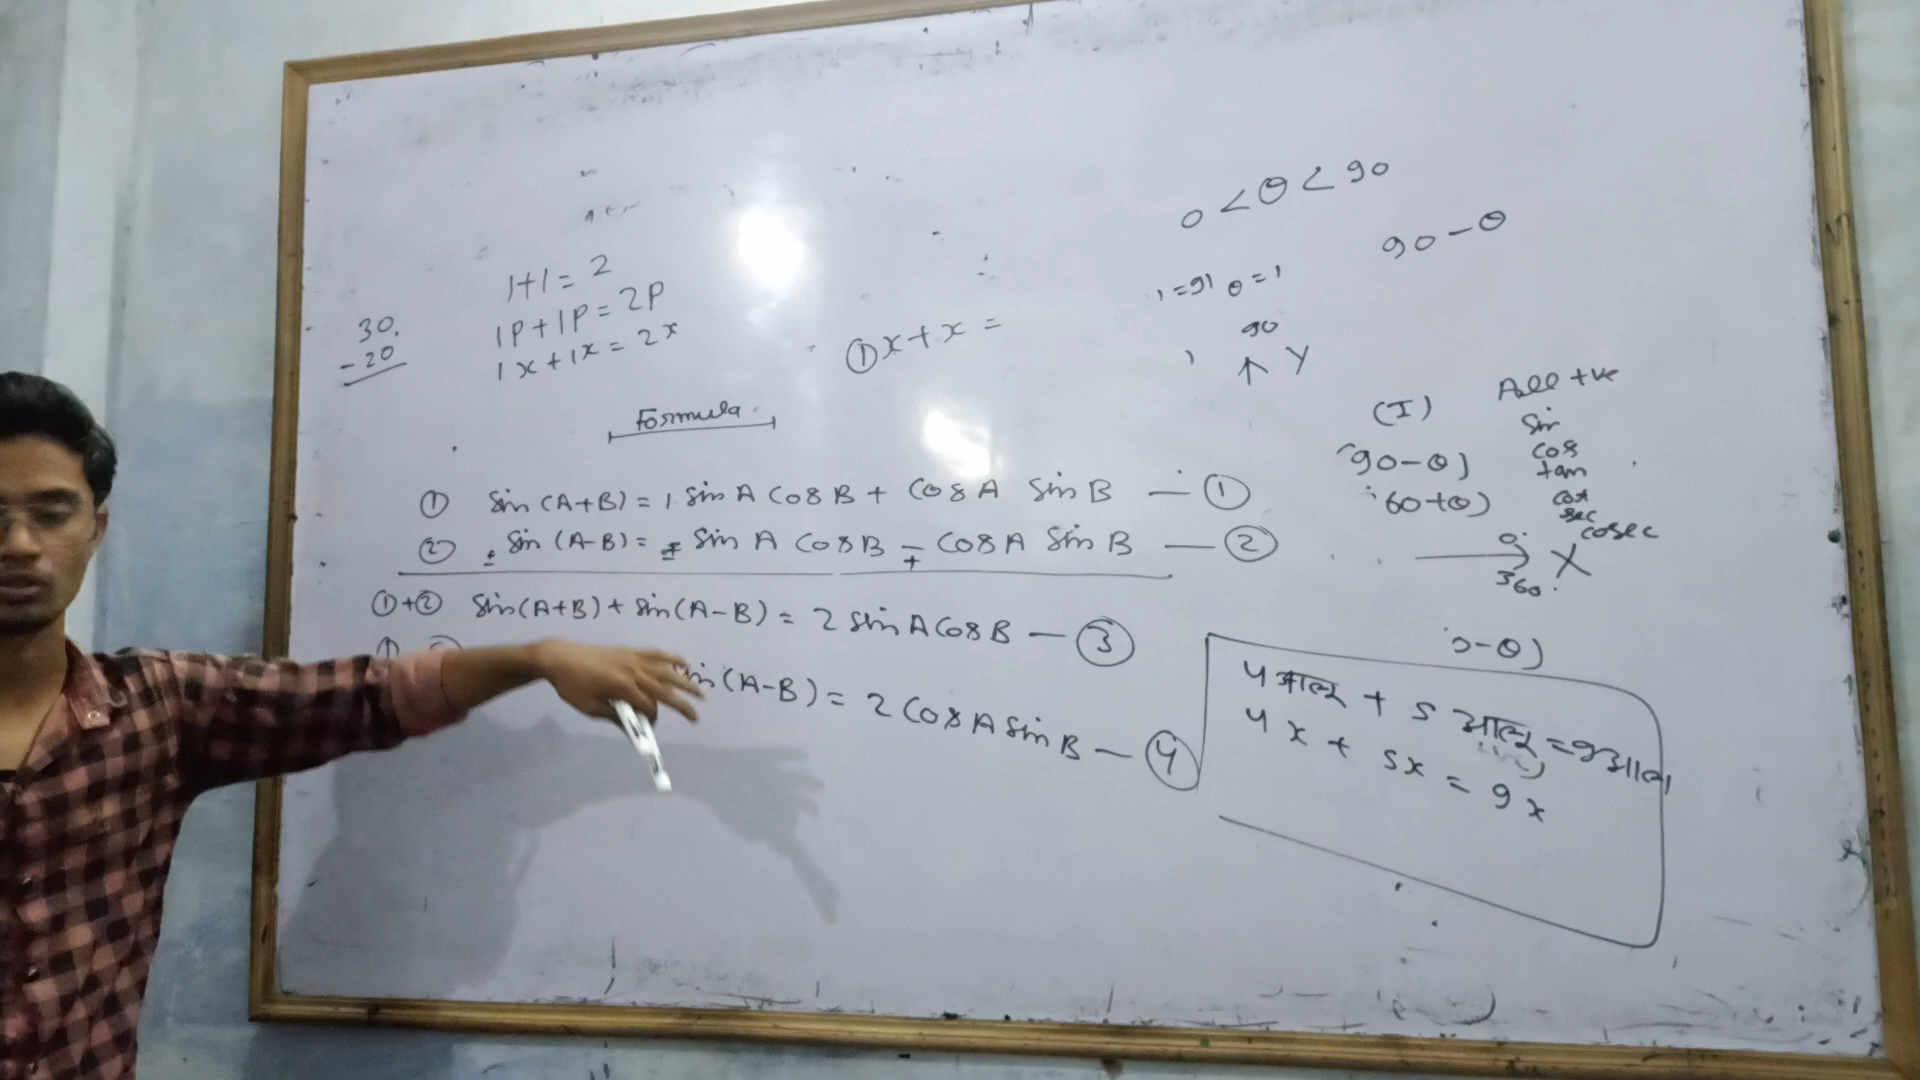 0 < θ < 90
90 - θ
1+1 = 2
1P + 1P = 2P
1x + 1x = 2x
30.
- 20
① x + x =
θ = 1
90
Y
Formula
① Sin (A+B) = 1 Sin A Cos B + Cos A Sin B — ①
② Sin (A-B) = Sin A Cos B - Cos A Sin B — ②
①+② Sin(A+B) + Sin(A-B) = 2 Sin A Cos B — ③
in(A-B) = 2 Cos A Sin B — ④
(I) All +ve
Sin
Cos
tan
Cot
Sec
Cosec
90-θ)
60+θ)
0
X
360
-θ)
4 आलू + 5 आलू = 9 आलू
4x + 5x = 9x